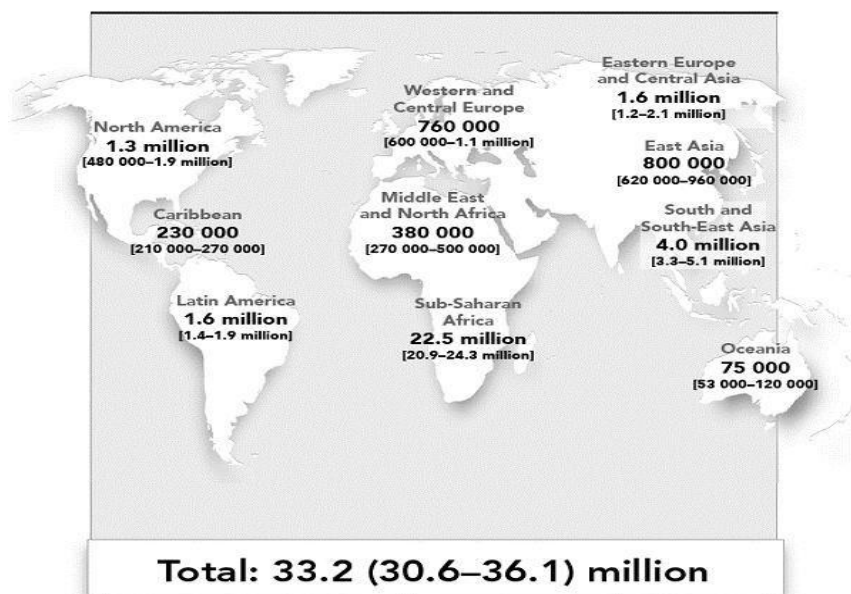 Eastern Europe
and Central Asia
1.6 million
[1.2–2.1 million]
Western and
Central Europe
760 000
[600 000–1.1 million]
North America
1.3 million
[480 000–1.9 million]
East Asia
800 000
[620 000–960 000]
Middle East
and North Africa
380 000
[270 000–500 000]
Caribbean
230 000
[210 000–270 000]
South and
South-East Asia
4.0 million
[3.3–5.1 million]
Latin America
1.6 million
[1.4–1.9 million]
Sub-Saharan
Africa
22.5 million
[20.9–24.3 million]
Oceania
75 000
[53 000–120 000]
Total: 33.2 (30.6–36.1) million